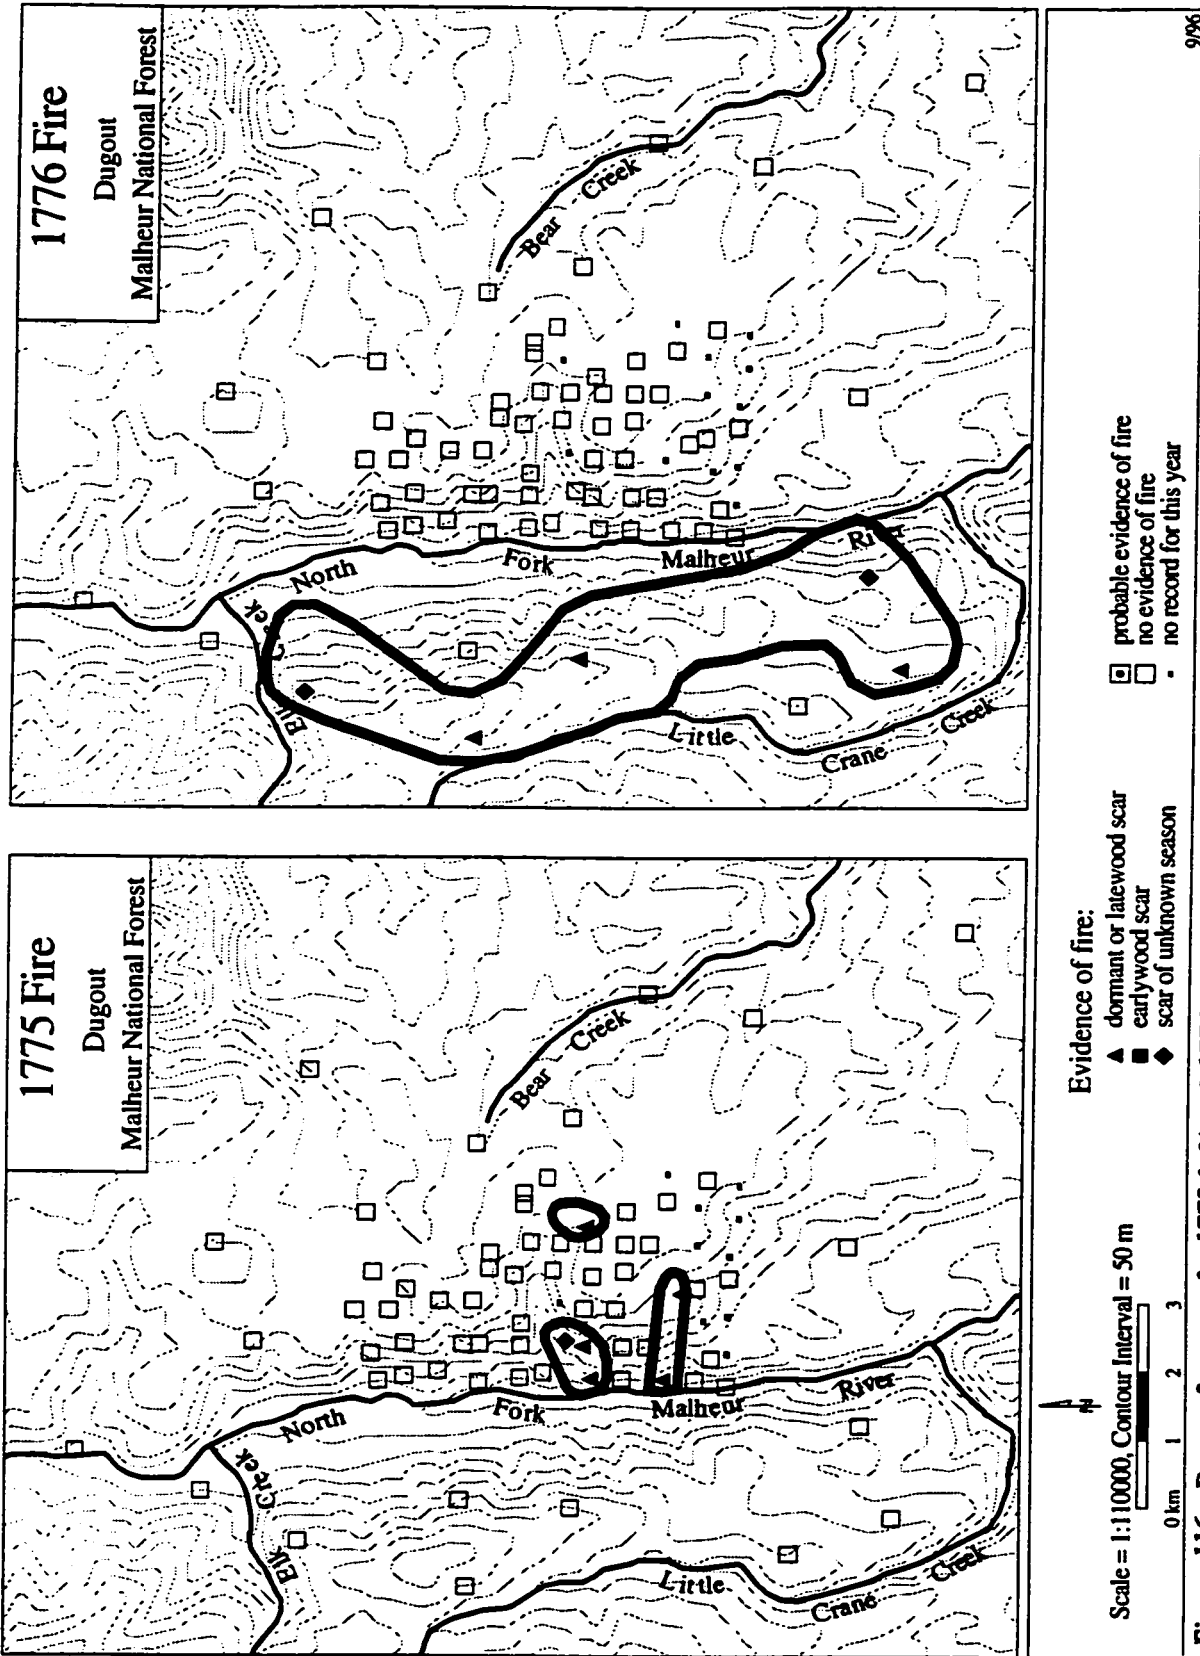 1775 Fire
Dugout
Malheur National Forest
Elk
Creek
North
Fork
Malheur
River
Little
Crane
Creek
Bear
Creek
1776 Fire
Dugout
Malheur National Forest
Elk
North
Fork
Malheur
River
Little
Crane
Creek
Bear
Creek
Scale = 1:110000, Contour Interval = 50 m
0 km 1 2 3
N
Evidence of fire:
dormant or latewood scar
earlywood scar
scar of unknown season
probable evidence of fire
no evidence of fire
no record for this year
9/96